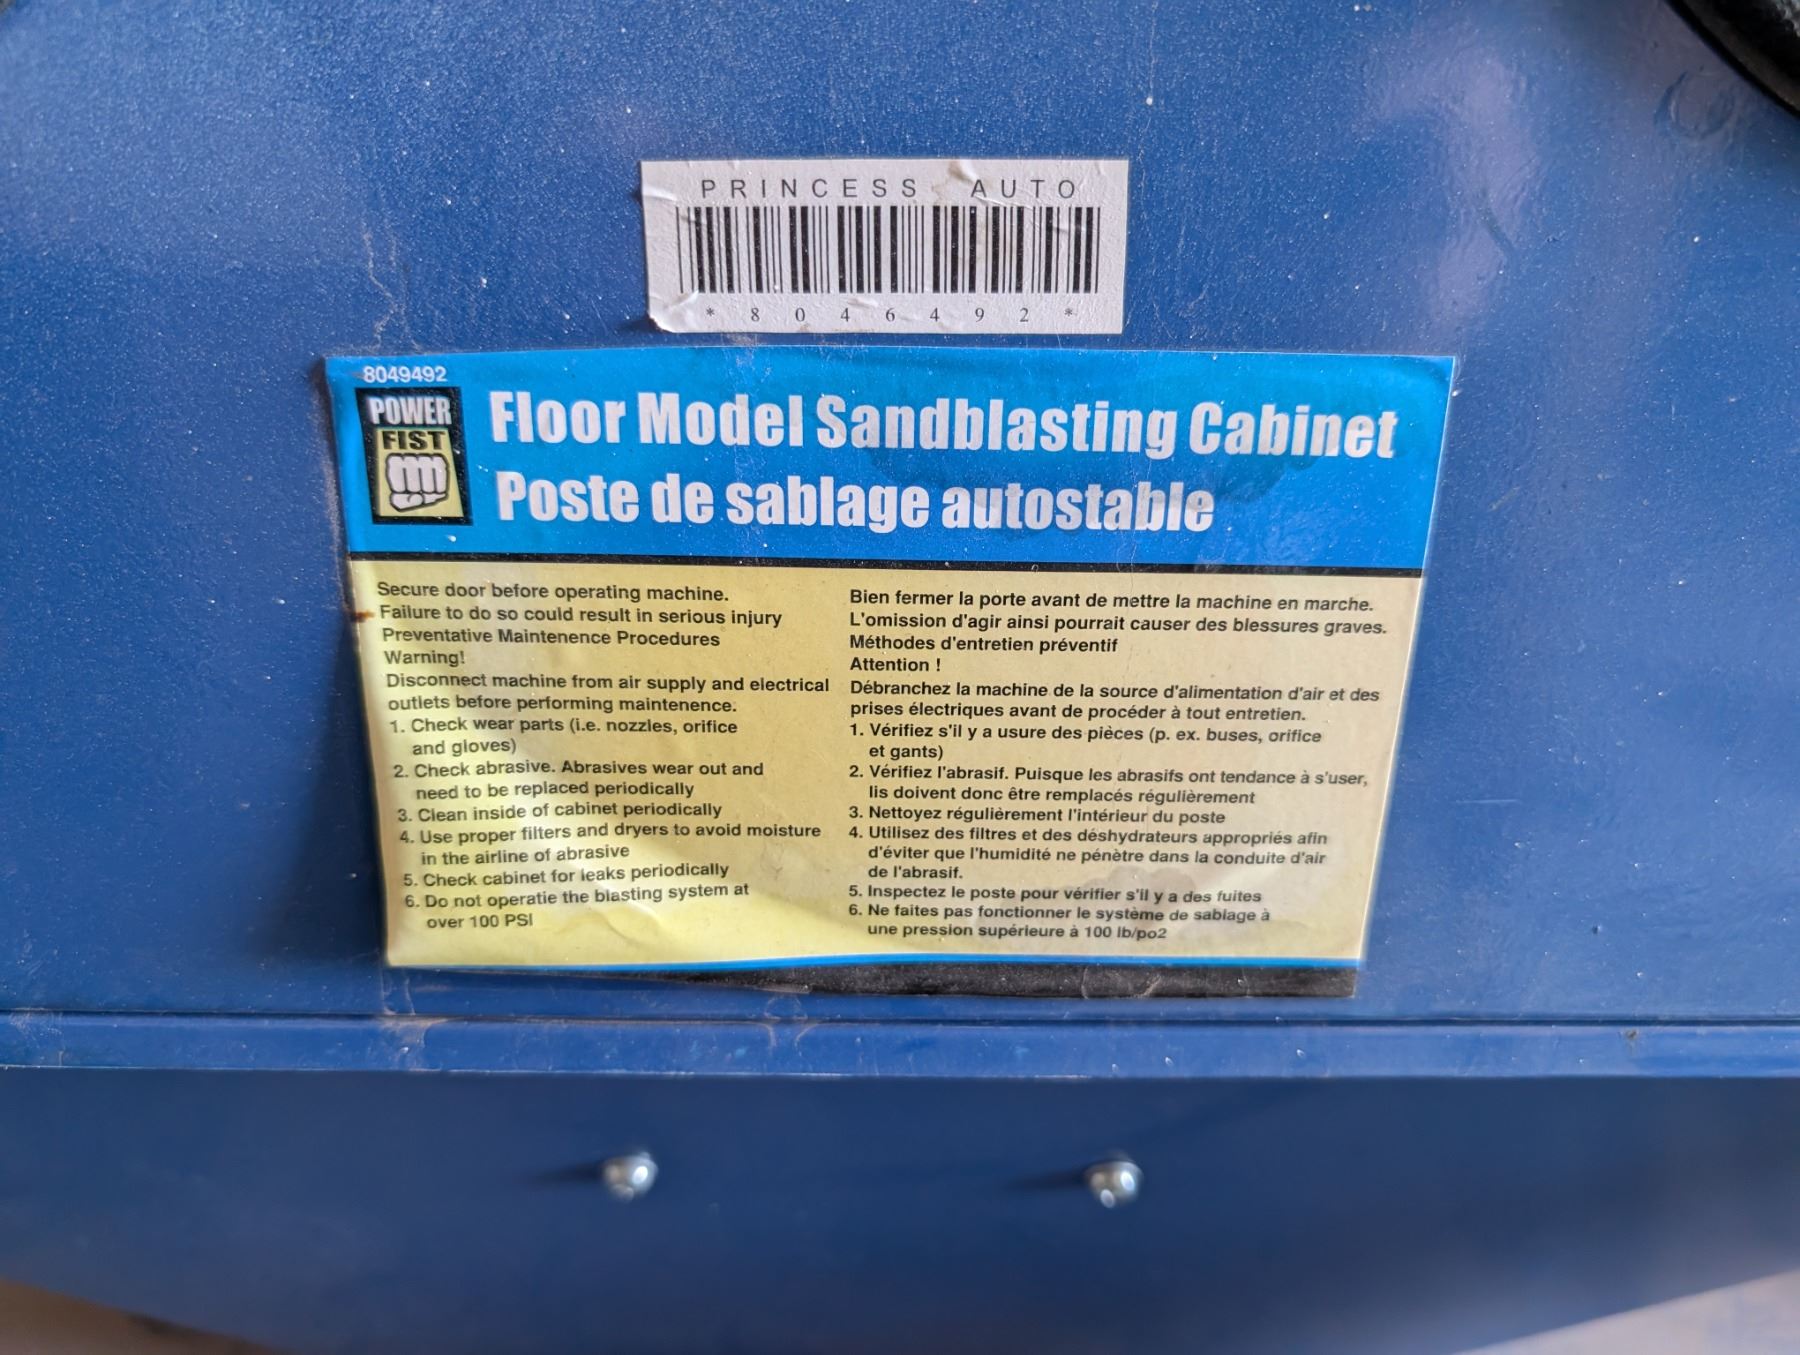 PRINCESS AUTO
*8046492*
8049492
POWER
FIST
Floor Model Sandblasting Cabinet
Poste de sablage autostable
Secure door before operating machine.
Failure to do so could result in serious injury
Preventative Maintenence Procedures
Warning!
Disconnect machine from air supply and electrical
outlets before performing maintenence.
1. Check wear parts (i.e. nozzles, orifice
and gloves)
2. Check abrasive. Abrasives wear out and
need to be replaced periodically
3. Clean inside of cabinet periodically
4. Use proper filters and dryers to avoid moisture
in the airline of abrasive
5. Check cabinet for leaks periodically
6. Do not operatie the blasting system at
over 100 PSI
Bien fermer la porte avant de mettre la machine en marche.
L'omission d'agir ainsi pourrait causer des blessures graves.
Méthodes d'entretien préventif
Attention !
Débranchez la machine de la source d'alimentation d'air et des
prises électriques avant de procéder à tout entretien.
1. Vérifiez s'il y a usure des pièces (p. ex. buses, orifice
et gants)
2. Vérifiez l'abrasif. Puisque les abrasifs ont tendance à s'user,
lis doivent donc être remplacés régulièrement
3. Nettoyez régulièrement l'intérieur du poste
4. Utilisez des filtres et des déshydrateurs appropriés afin
d'éviter que l'humidité ne pénètre dans la conduite d'air
de l'abrasif.
5. Inspectez le poste pour vérifier s'il y a des fuites
6. Ne faites pas fonctionner le système de sablage à
une pression supérieure à 100 lb/po2